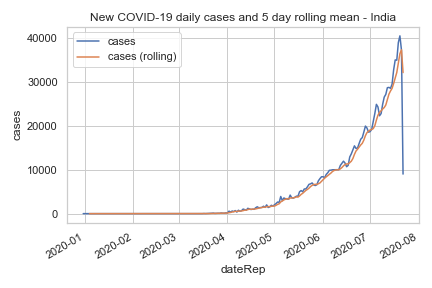 New COVID-19 daily cases and 5 day rolling mean - India
cases
cases (rolling)
40000
30000
20000
10000
0
cases
2020-01
2020-02
2020-03
2020-04
2020-05
2020-06
2020-07
2020-08
dateRep